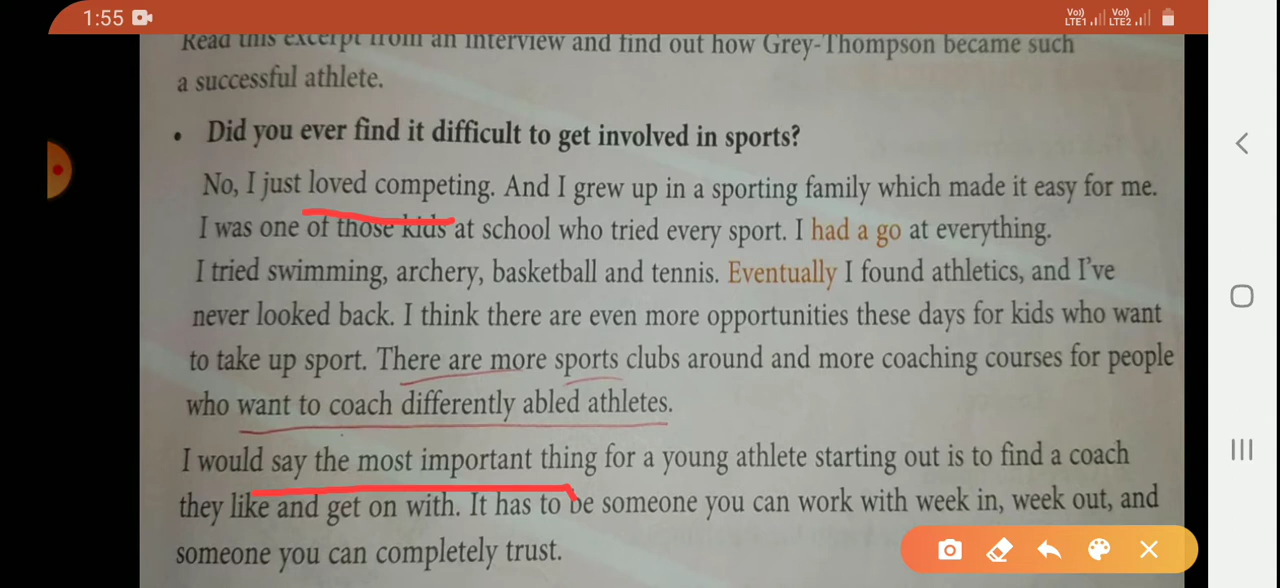 1:55
Vo)) LTE1 Vo)) LTE2
Read this excerpt from an interview and find out how Grey-Thompson became such
a successful athlete.
• Did you ever find it difficult to get involved in sports?
No, I just loved competing. And I grew up in a sporting family which made it easy for me.
I was one of those kids at school who tried every sport. I had a go at everything.
I tried swimming, archery, basketball and tennis. Eventually I found athletics, and I've
never looked back. I think there are even more opportunities these days for kids who want
to take up sport. There are more sports clubs around and more coaching courses for people
who want to coach differently abled athletes.
I would say the most important thing for a young athlete starting out is to find a coach
they like and get on with. It has to be someone you can work with week in, week out, and
someone you can completely trust.